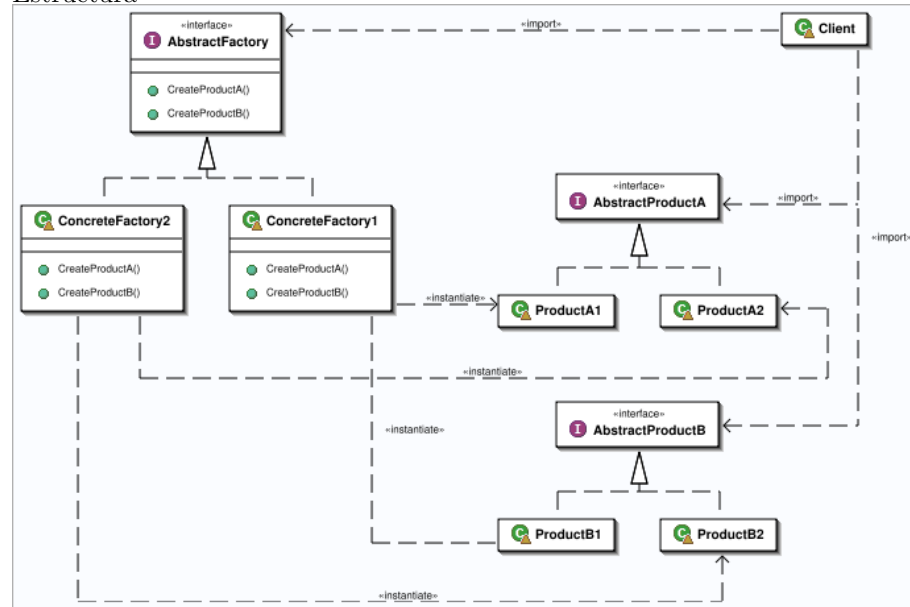 Estructura
«interface»
I AbstractFactory
CreateProductA()
CreateProductB()
«import»
C Client
C ConcreteFactory2
CreateProductA()
CreateProductB()
C ConcreteFactory1
CreateProductA()
CreateProductB()
«interface»
I AbstractProductA
«import»
«import»
«instantiate»
C ProductA1
C ProductA2
«instantiate»
«interface»
I AbstractProductB
«instantiate»
C ProductB1
C ProductB2
«instantiate»